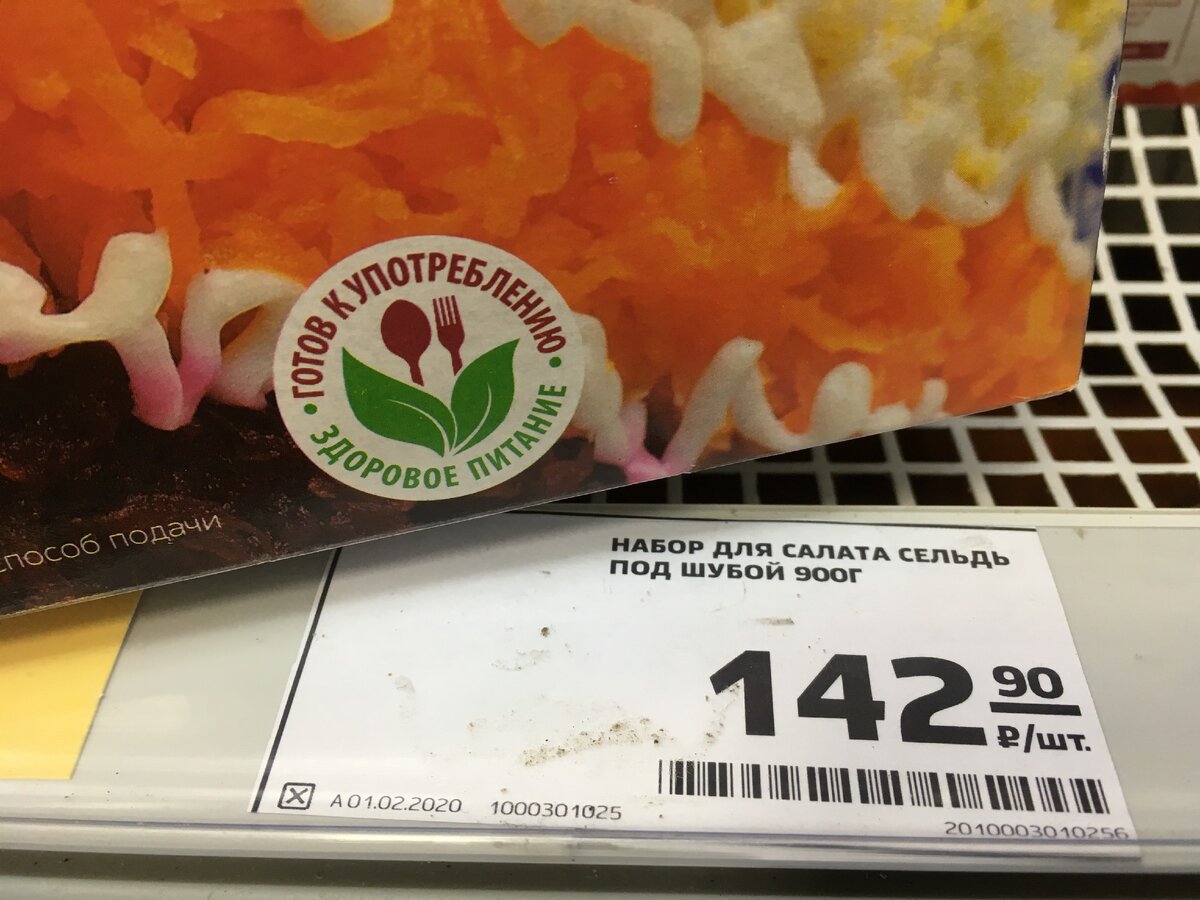 ГОТОВ К УПОТРЕБЛЕНИЮ
ЗДОРОВОЕ ПИТАНИЕ
способ подачи
НАБОР ДЛЯ САЛАТА СЕЛЬДЬ
ПОД ШУБОЙ 900Г
142 90
₽/шт.
А 01.02.2020 1000301025
2010003010256